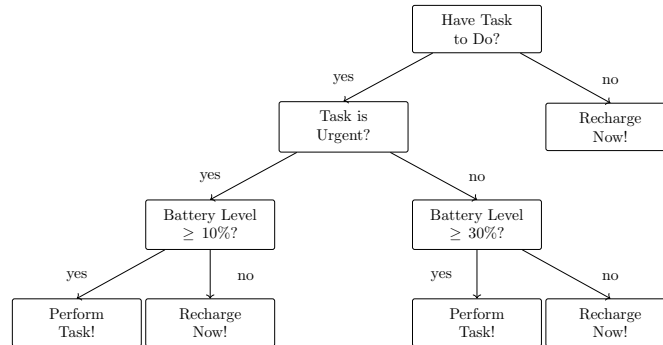 Have Task
to Do?
yes
no
Task is
Urgent?
Recharge
Now!
yes
no
Battery Level
≥ 10%?
Battery Level
≥ 30%?
yes
no
yes
no
Perform
Task!
Recharge
Now!
Perform
Task!
Recharge
Now!